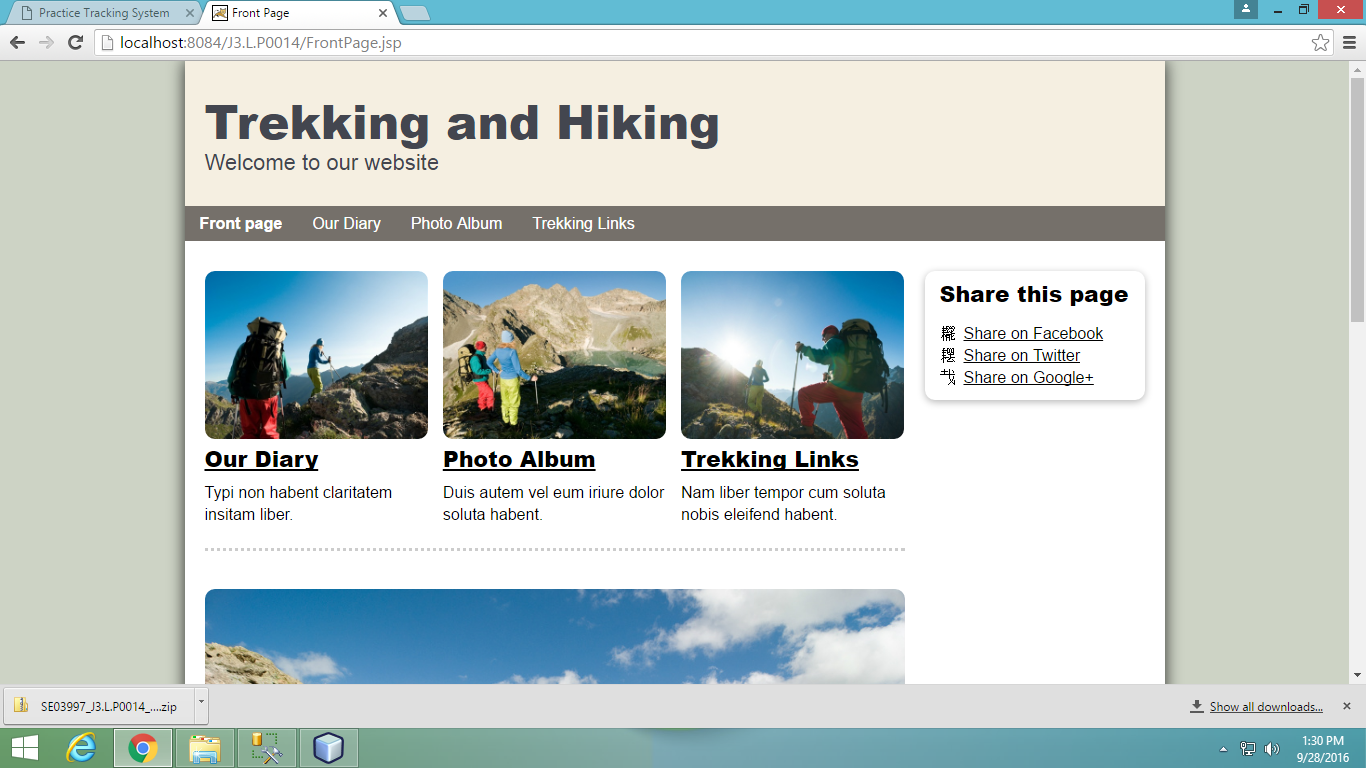 Practice Tracking System
Front Page
localhost:8084/J3.L.P0014/FrontPage.jsp
Trekking and Hiking
Welcome to our website
Front page Our Diary Photo Album Trekking Links
Our Diary
Typi non habent claritatem
insitam liber.
Photo Album
Duis autem vel eum iriure dolor
soluta habent.
Trekking Links
Nam liber tempor cum soluta
nobis eleifend habent.
Share this page
Share on Facebook
Share on Twitter
Share on Google+
SE03997_J3.L.P0014_....zip
Show all downloads...
1:30 PM
9/28/2016